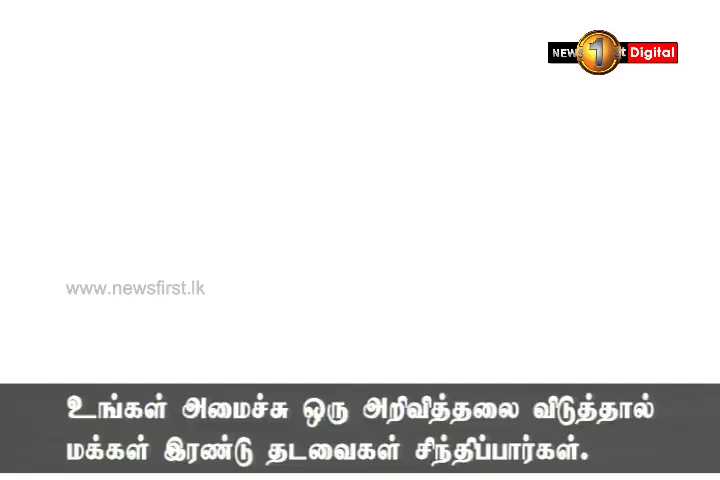 NEWS 1st Digital
www.newsfirst.lk
உங்கள் அமைச்சு ஒரு அறிவித்தலை விடுத்தால்
மக்கள் இரண்டு தடவைகள் சிந்திப்பார்கள்.